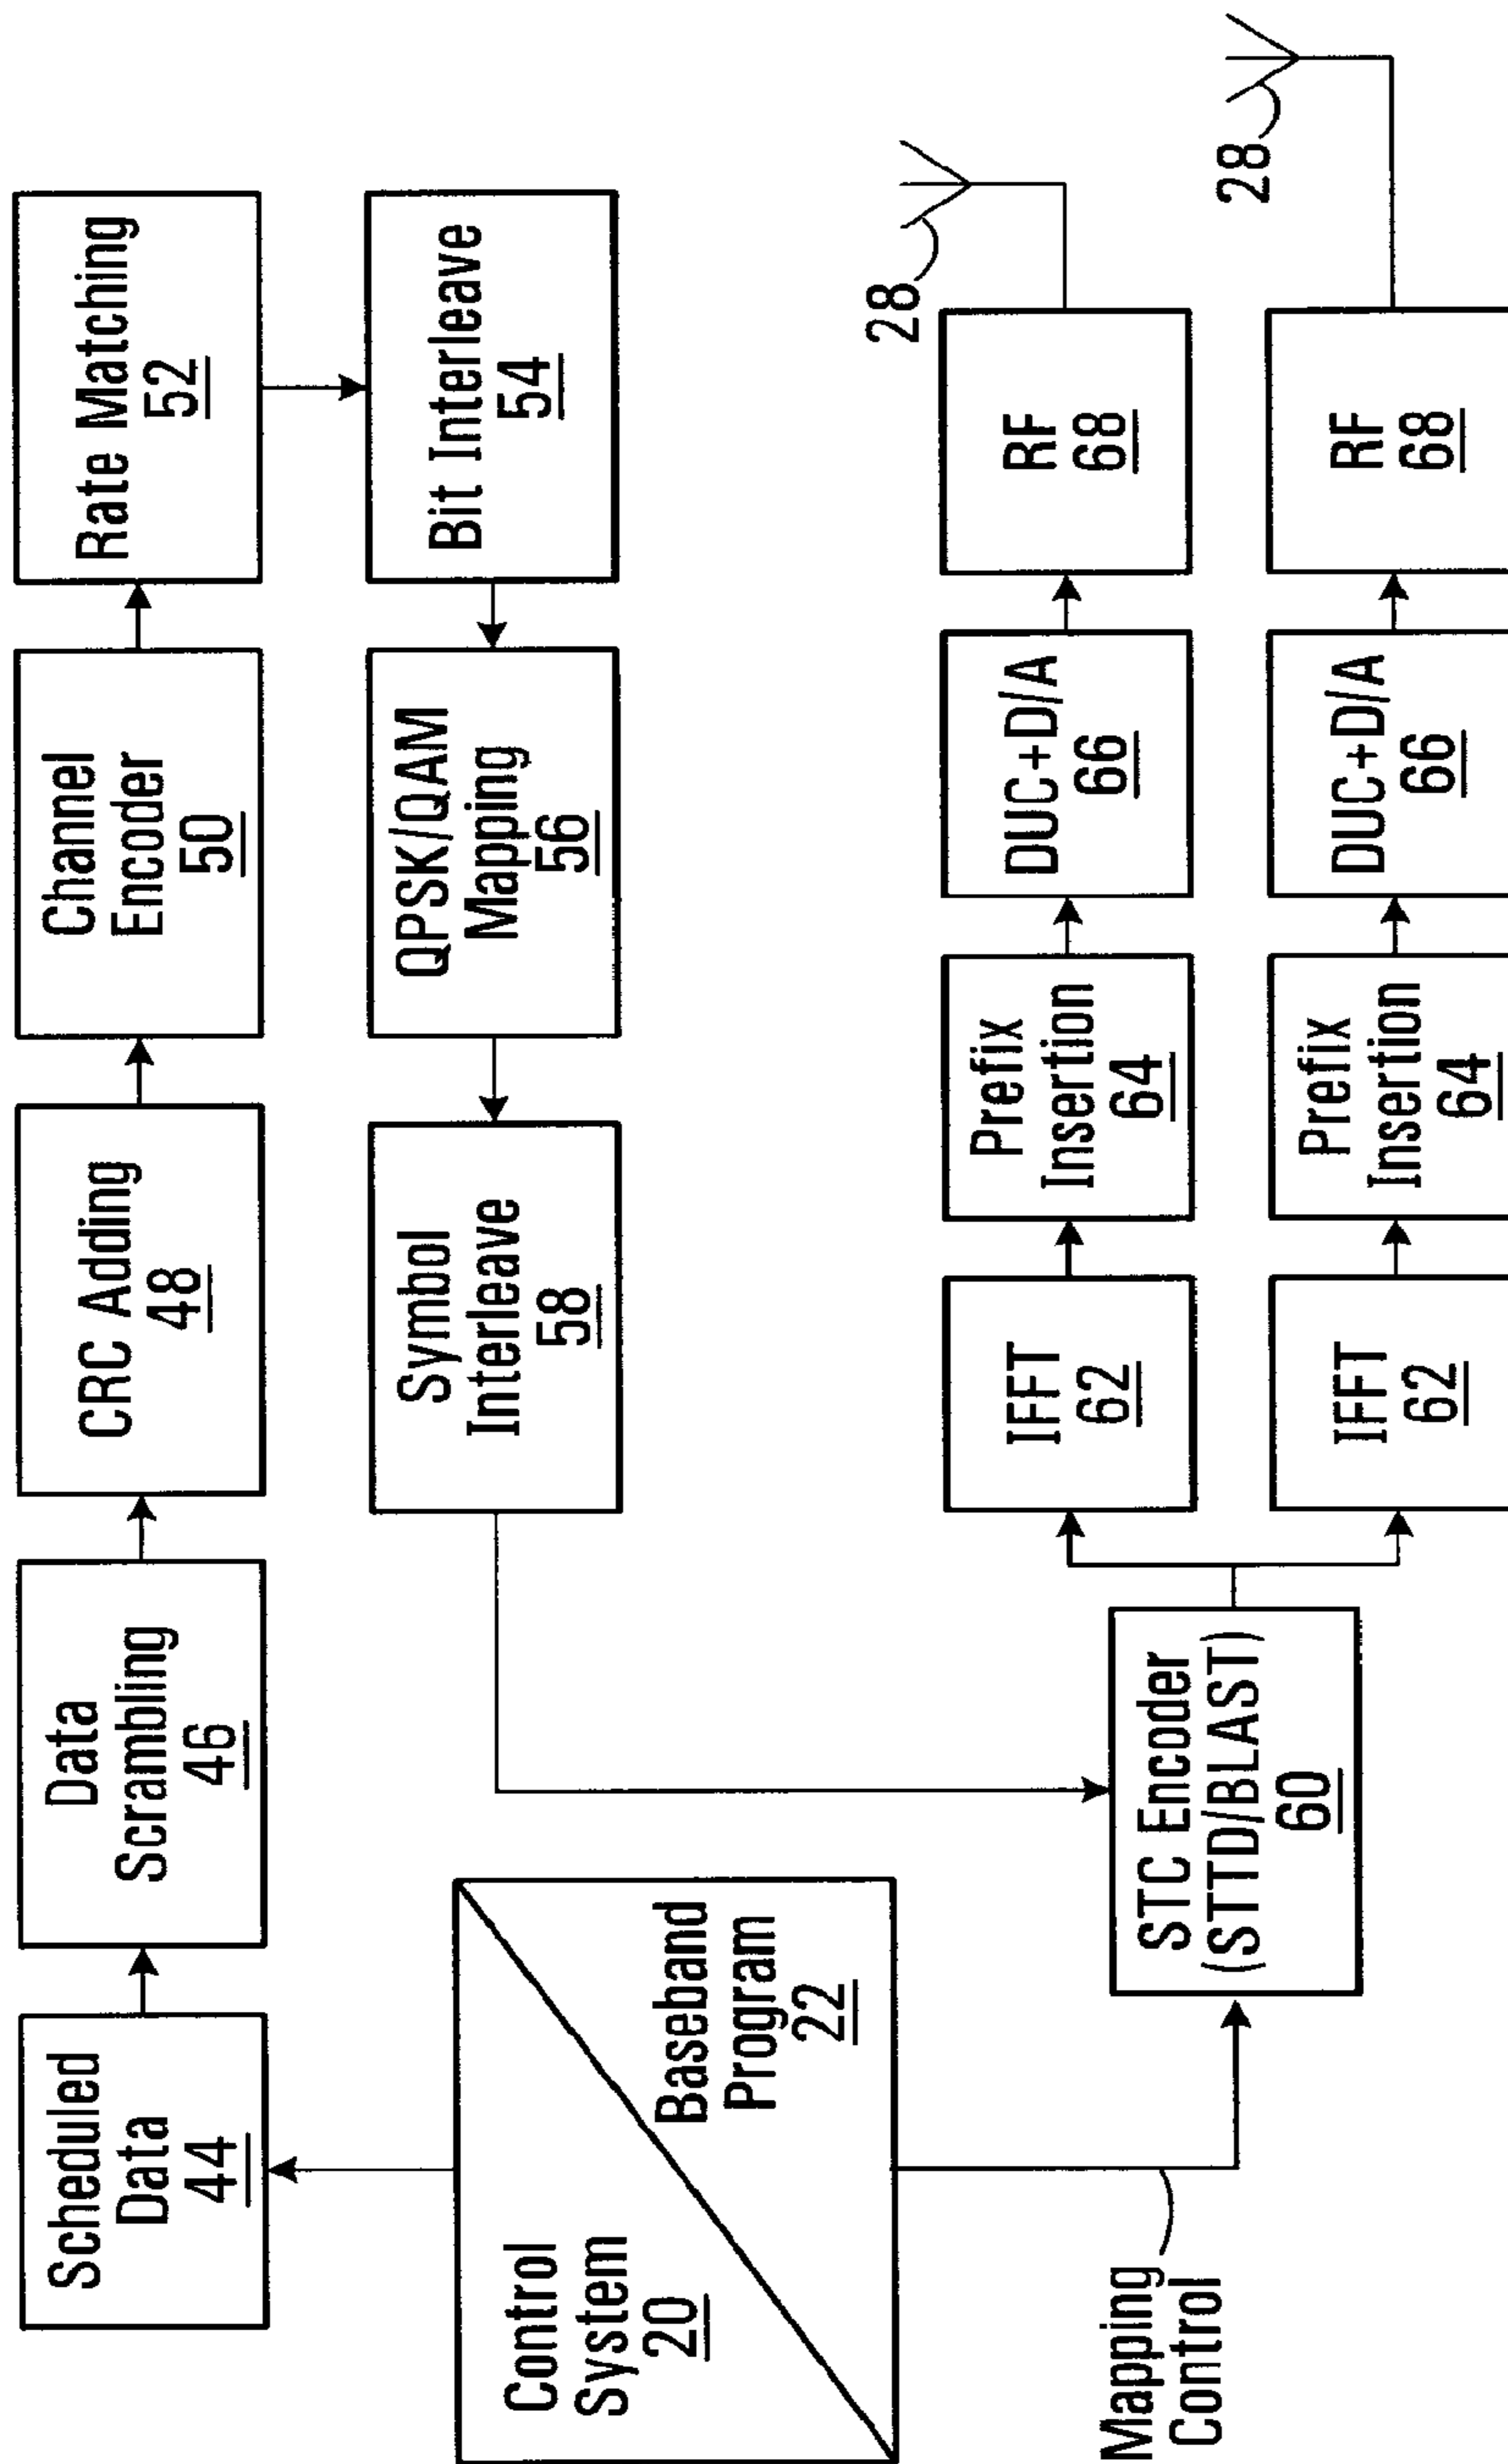 Scheduled
Data
44
Data
Scrambling
46
CRC Adding
48
Channel
Encoder
50
Rate Matching
52
Bit Interleave
54
QPSK/QAM
Mapping
56
Symbol
Interleave
58
Control
System
20
Baseband
Program
22
Mapping
Control
STC Encoder
(STTD/BLAST)
60
IFFT
62
Prefix
Insertion
64
DUC+D/A
66
RF
68
28
IFFT
62
Prefix
Insertion
64
DUC+D/A
66
RF
68
28